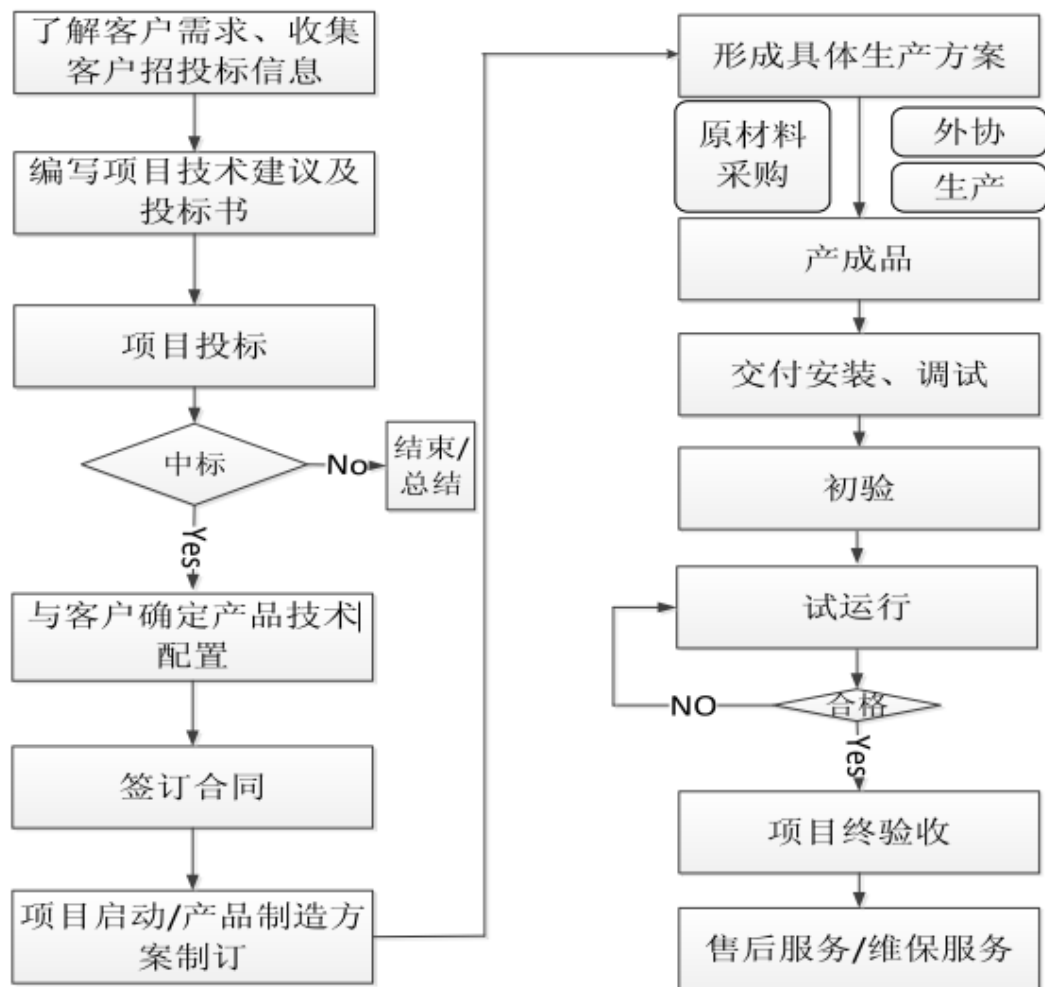 了解客户需求、收集
客户招投标信息
编写项目技术建议及
投标书
项目投标
中标
No
结束/
总结
Yes
与客户确定产品技术
配置
签订合同
项目启动/产品制造方
案制订
形成具体生产方案
原材料
采购
外协
生产
产成品
交付安装、调试
初验
试运行
合格
NO
Yes
项目终验收
售后服务/维保服务